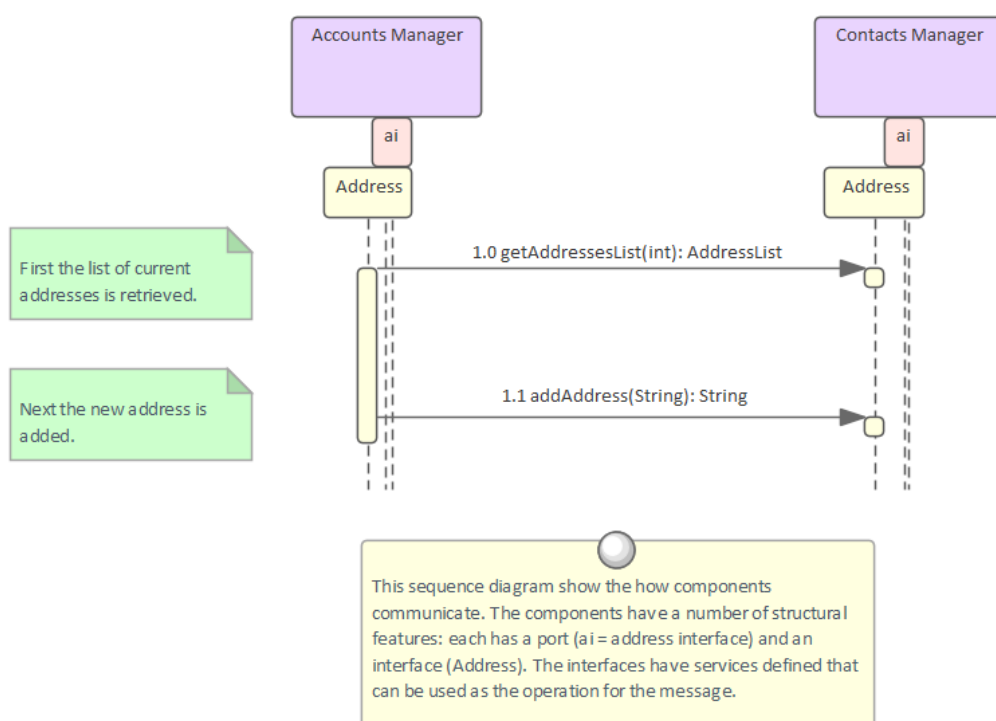 Accounts Manager
Contacts Manager
ai
ai
Address
Address
First the list of current
addresses is retrieved.
1.0 getAddressesList(int): AddressList
Next the new address is
added.
1.1 addAddress(String): String
This sequence diagram show the how components
communicate. The components have a number of structural
features: each has a port (ai = address interface) and an
interface (Address). The interfaces have services defined that
can be used as the operation for the message.